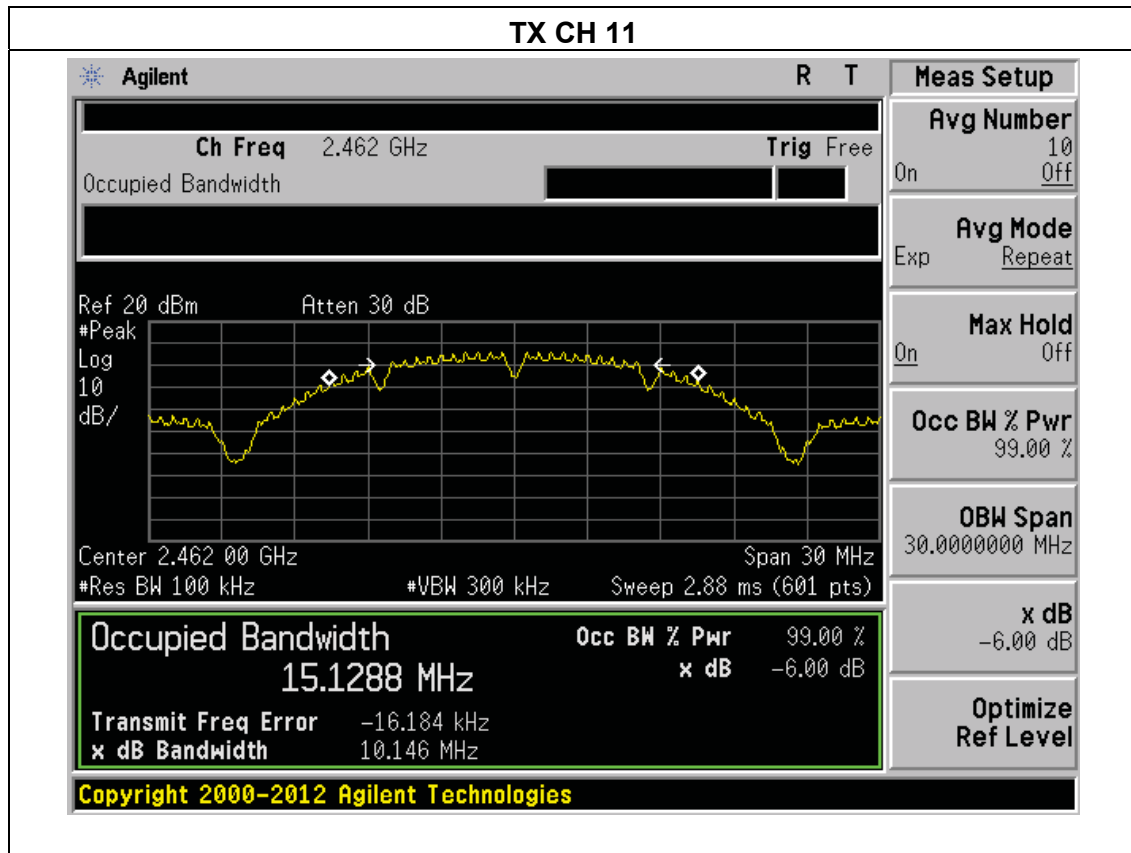 TX CH 11
Agilent R T
Ch Freq 2.462 GHz Trig Free
Occupied Bandwidth
Ref 20 dBm Atten 30 dB
#Peak
Log
10
dB/
Center 2.462 00 GHz Span 30 MHz
#Res BW 100 kHz #VBW 300 kHz Sweep 2.88 ms (601 pts)
Occupied Bandwidth Occ BW % Pwr 99.00 %
15.1288 MHz x dB -6.00 dB
Transmit Freq Error -16.184 kHz
x dB Bandwidth 10.146 MHz
Copyright 2000-2012 Agilent Technologies
Meas Setup
Avg Number
10
On Off
Avg Mode
Exp Repeat
Max Hold
On Off
Occ BW % Pwr
99.00 %
OBW Span
30.0000000 MHz
x dB
-6.00 dB
Optimize
Ref Level